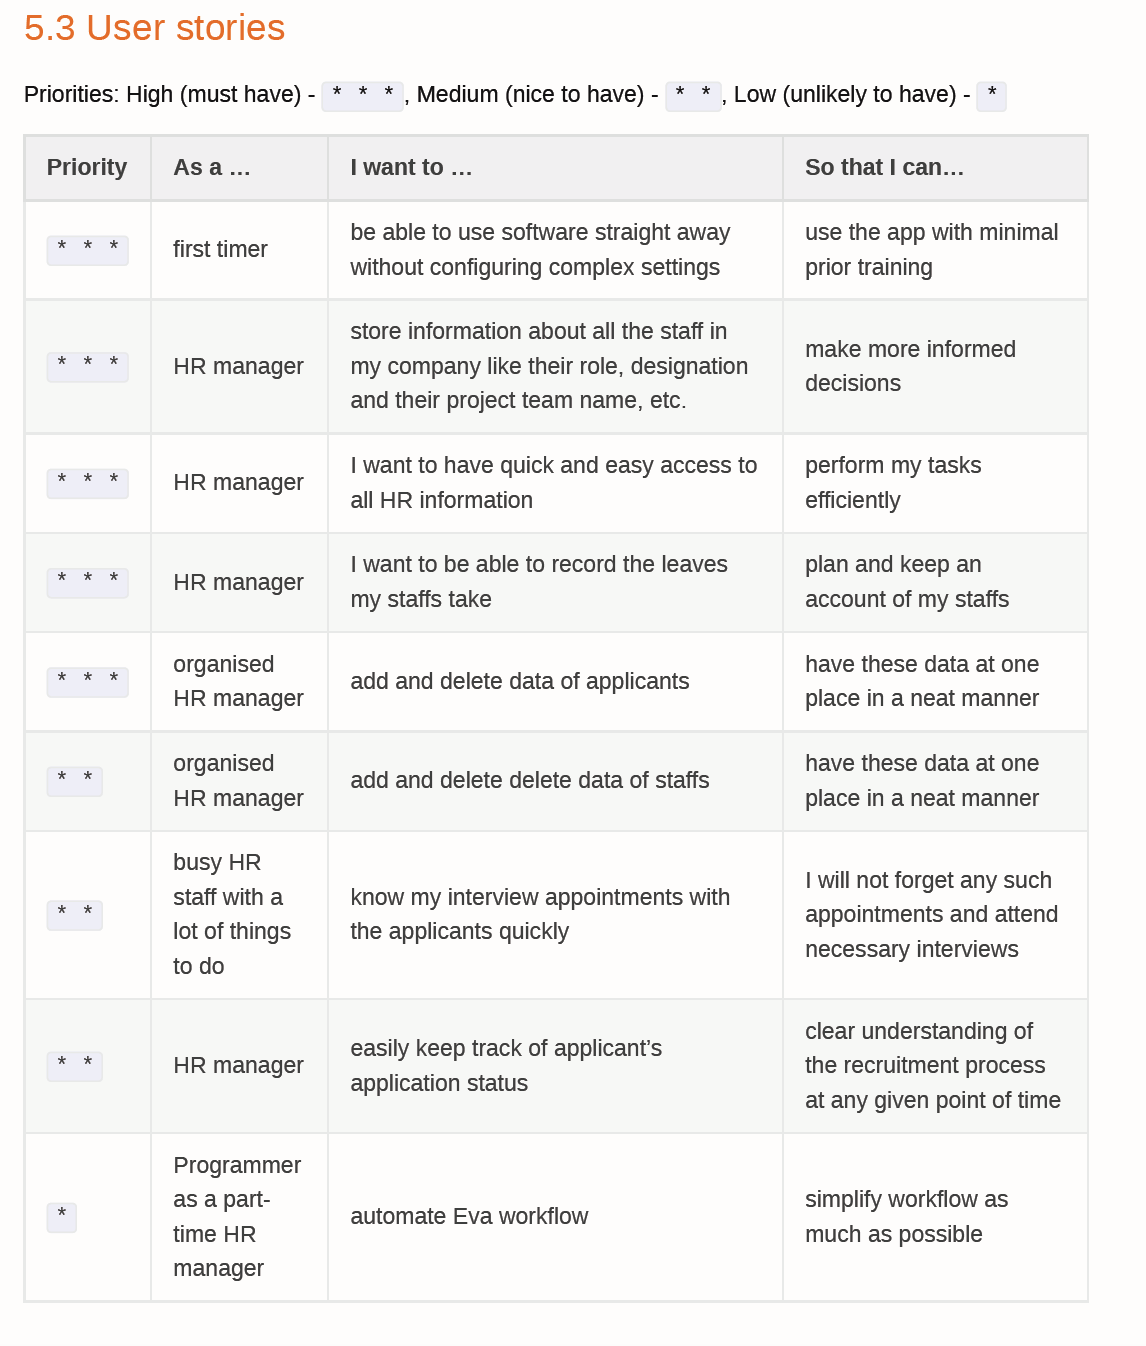 5.3 User stories
Priorities: High (must have) - * * *, Medium (nice to have) - * *, Low (unlikely to have) - *
Priority As a … I want to … So that I can…
* * *
first timer
be able to use software straight away
without configuring complex settings
use the app with minimal
prior training
* * *
HR manager
store information about all the staff in
my company like their role, designation
and their project team name, etc.
make more informed
decisions
* * *
HR manager
I want to have quick and easy access to
all HR information
perform my tasks
efficiently
* * *
HR manager
I want to be able to record the leaves
my staffs take
plan and keep an
account of my staffs
* * *
organised
HR manager
add and delete data of applicants
have these data at one
place in a neat manner
* *
organised
HR manager
add and delete delete data of staffs
have these data at one
place in a neat manner
* *
busy HR
staff with a
lot of things
to do
know my interview appointments with
the applicants quickly
I will not forget any such
appointments and attend
necessary interviews
* *
HR manager
easily keep track of applicant’s
application status
clear understanding of
the recruitment process
at any given point of time
*
Programmer
as a part-
time HR
manager
automate Eva workflow
simplify workflow as
much as possible